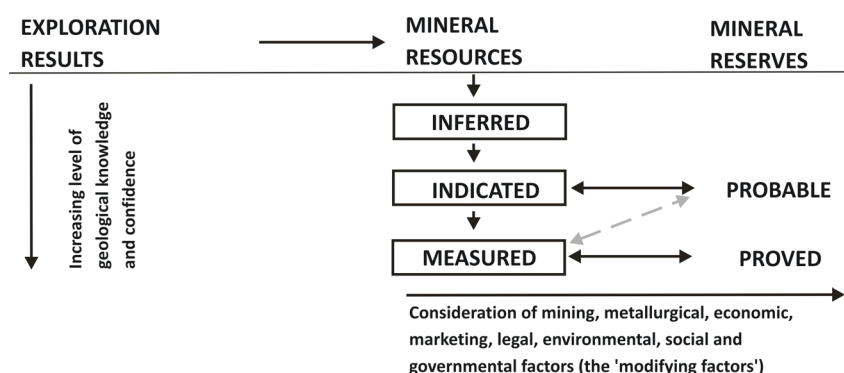 EXPLORATION
RESULTS
MINERAL
RESOURCES
MINERAL
RESERVES
Increasing level of
geological knowledge
and confidence
INFERRED
INDICATED
PROBABLE
MEASURED
PROVED
Consideration of mining, metallurgical, economic,
marketing, legal, environmental, social and
governmental factors (the 'modifying factors')